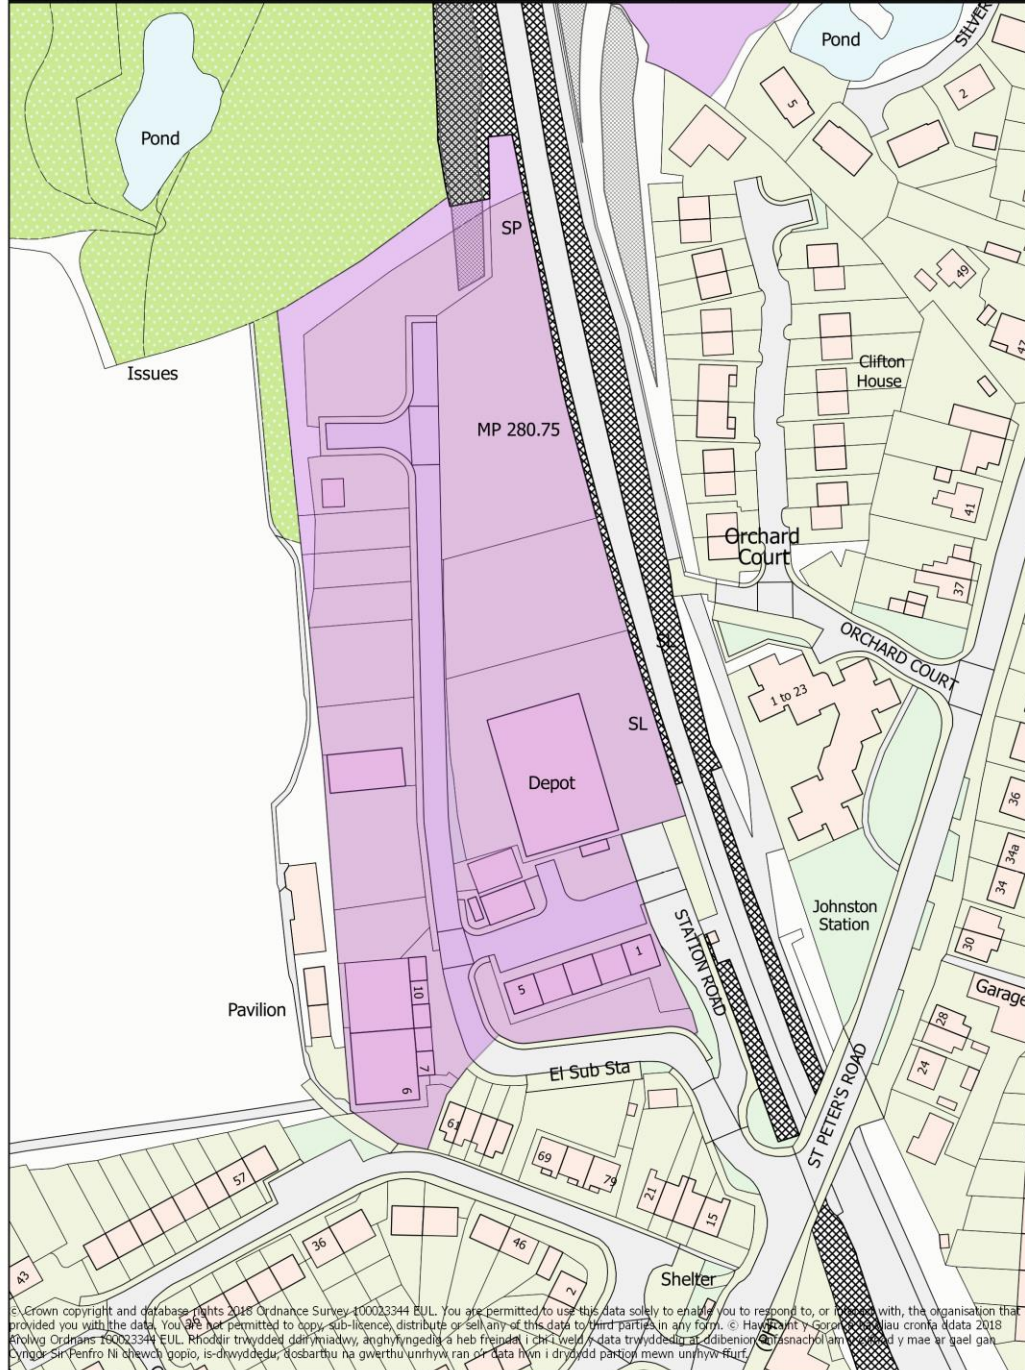 Pond
SILVER
Pond
5
2
SP
49
47
Issues
Clifton
House
MP 280.75
41
Orchard
Court
37
ORCHARD COURT
1 to 23
SL
SL
Depot
36
34a
34
Johnston
Station
STATION ROAD
30
1
5
10
Pavilion
Garage
28
24
El Sub Sta
7
6
ST PETER'S ROAD
61
69
79
57
21
15
36
46
43
Shelter
2
26
© Crown copyright and database rights 2018 Ordnance Survey 100023344 EUL. You are permitted to use this data solely to enable you to respond to, or interact with, the organisation that
provided you with the data. You are not permitted to copy, sub-licence, distribute or sell any of this data to third parties in any form. © Hawlfraint y Goron a hawliau cronfa ddata 2018
Arolwg Ordnans 100023344 EUL. Rhoddir trwydded ddirymiadwy, anghyfyngedig a heb freindal i chi i weld y data trwyddedig at ddibenion y mae ar gael gan
Cyngor Sir Penfro Ni chewch gopïo, is-drwyddedu, dosbarthu na gwerthu unrhyw ran o'r data hwn i drydydd partïon mewn unrhyw ffurf.